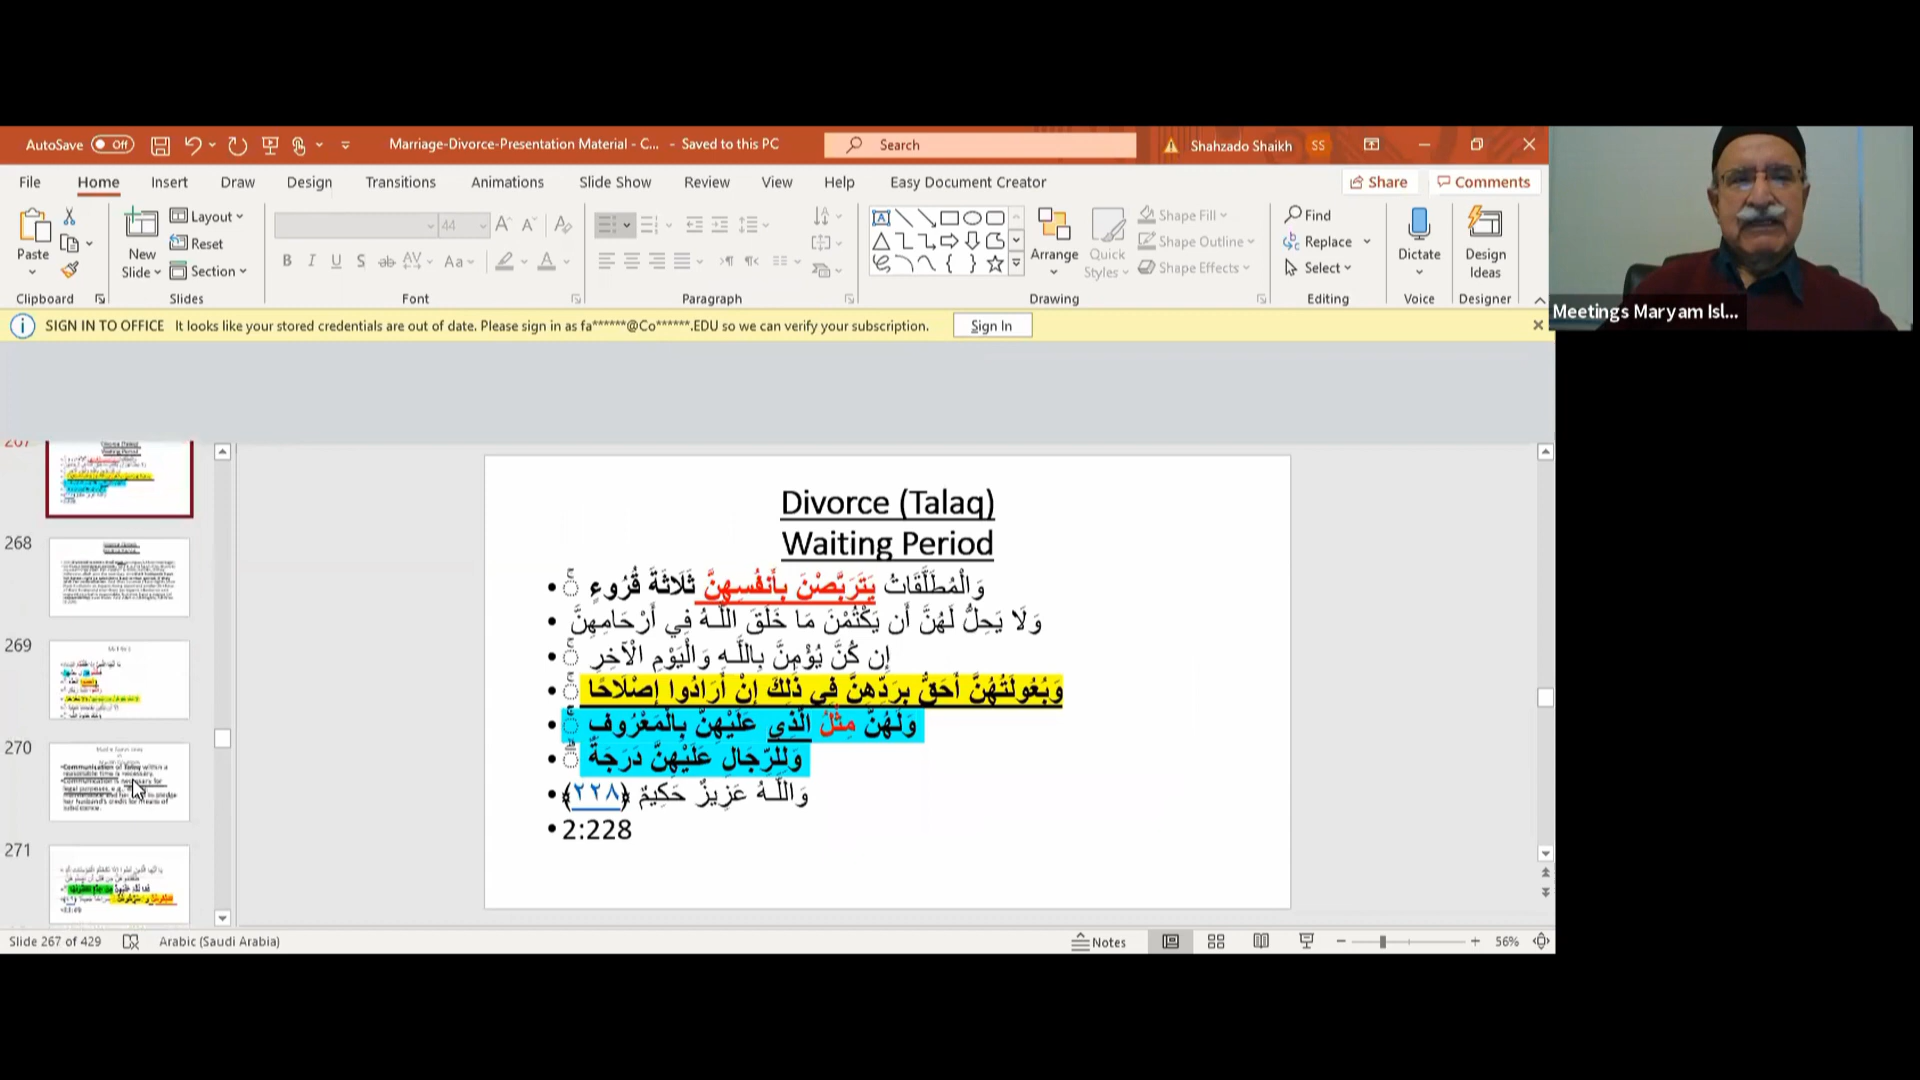 AutoSave Off
Marriage-Divorce-Presentation Material - C... - Saved to this PC
Search
Shahzado Shaikh SS
File Home Insert Draw Design Transitions Animations Slide Show Review View Help Easy Document Creator Share Comments
Paste
New Slide
Layout
Reset
Section
44
B I U S ab AV Aa A
Arrange
Quick Styles
Shape Fill
Shape Outline
Shape Effects
Find
Replace
Select
Dictate
Design Ideas
Clipboard Slides Font Paragraph Drawing Editing Voice Designer
SIGN IN TO OFFICE It looks like your stored credentials are out of date. Please sign in as fa******@Co******.EDU so we can verify your subscription. Sign In
Meetings Maryam Isl...
267
268
269
270
271
Divorce (Talaq)
Waiting Period
• وَالْمُطَلَّقَاتُ يَتَرَبَّصْنَ بِأَنفُسِهِنَّ ثَلَاثَةَ قُرُوءٍ ۚ
• وَلَا يَحِلُّ لَهُنَّ أَن يَكْتُمْنَ مَا خَلَقَ اللَّـهُ فِي أَرْحَامِهِنَّ
• إِن كُنَّ يُؤْمِنَّ بِاللَّـهِ وَالْيَوْمِ الْآخِرِ ۚ
• وَبُعُولَتُهُنَّ أَحَقُّ بِرَدِّهِنَّ فِي ذَٰلِكَ إِنْ أَرَادُوا إِصْلَاحًا ۚ
• وَلَهُنَّ مِثْلُ الَّذِي عَلَيْهِنَّ بِالْمَعْرُوفِ ۚ
• وَلِلرِّجَالِ عَلَيْهِنَّ دَرَجَةٌ ۗ
• وَاللَّـهُ عَزِيزٌ حَكِيمٌ ﴿٢٢٨﴾
• 2:228
Slide 267 of 429 Arabic (Saudi Arabia) Notes 56%